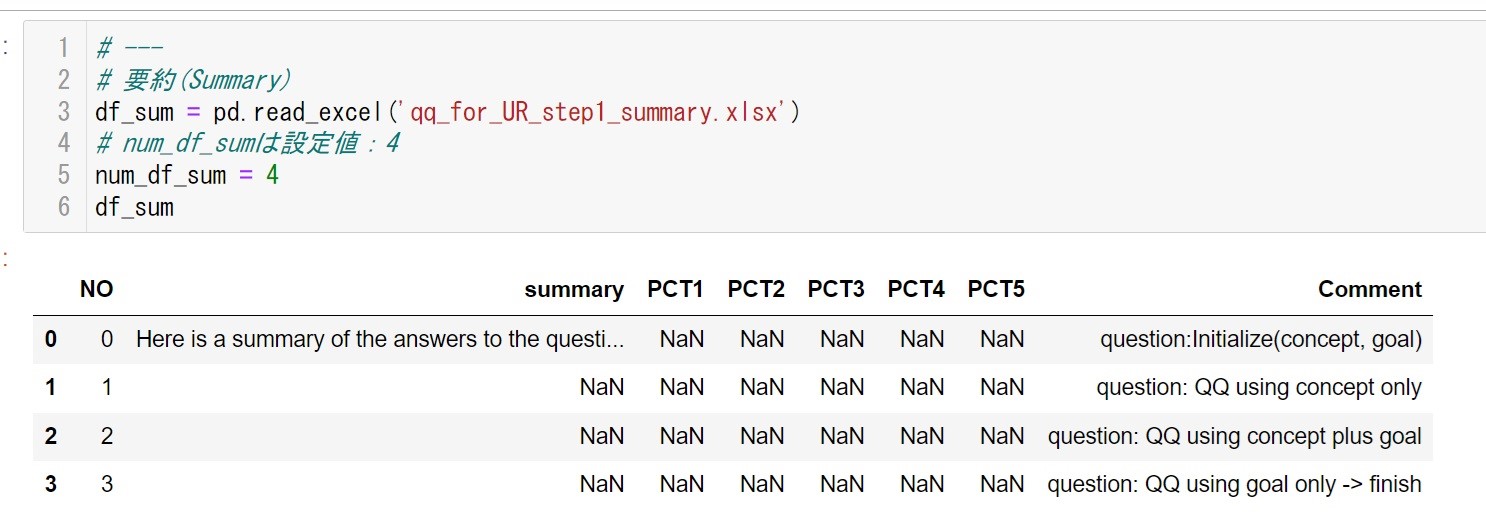 :
1 # ---
2 # 要約(Summary)
3 df_sum = pd.read_excel('qq_for_UR_step1_summary.xlsx')
4 # num_df_sumは設定値：4
5 num_df_sum = 4
6 df_sum
:
NO summary PCT1 PCT2 PCT3 PCT4 PCT5 Comment
0 0 Here is a summary of the answers to the questi... NaN NaN NaN NaN NaN question:Initialize(concept, goal)
1 1 NaN NaN NaN NaN NaN NaN question: QQ using concept only
2 2 NaN NaN NaN NaN NaN NaN question: QQ using concept plus goal
3 3 NaN NaN NaN NaN NaN NaN question: QQ using goal only -> finish